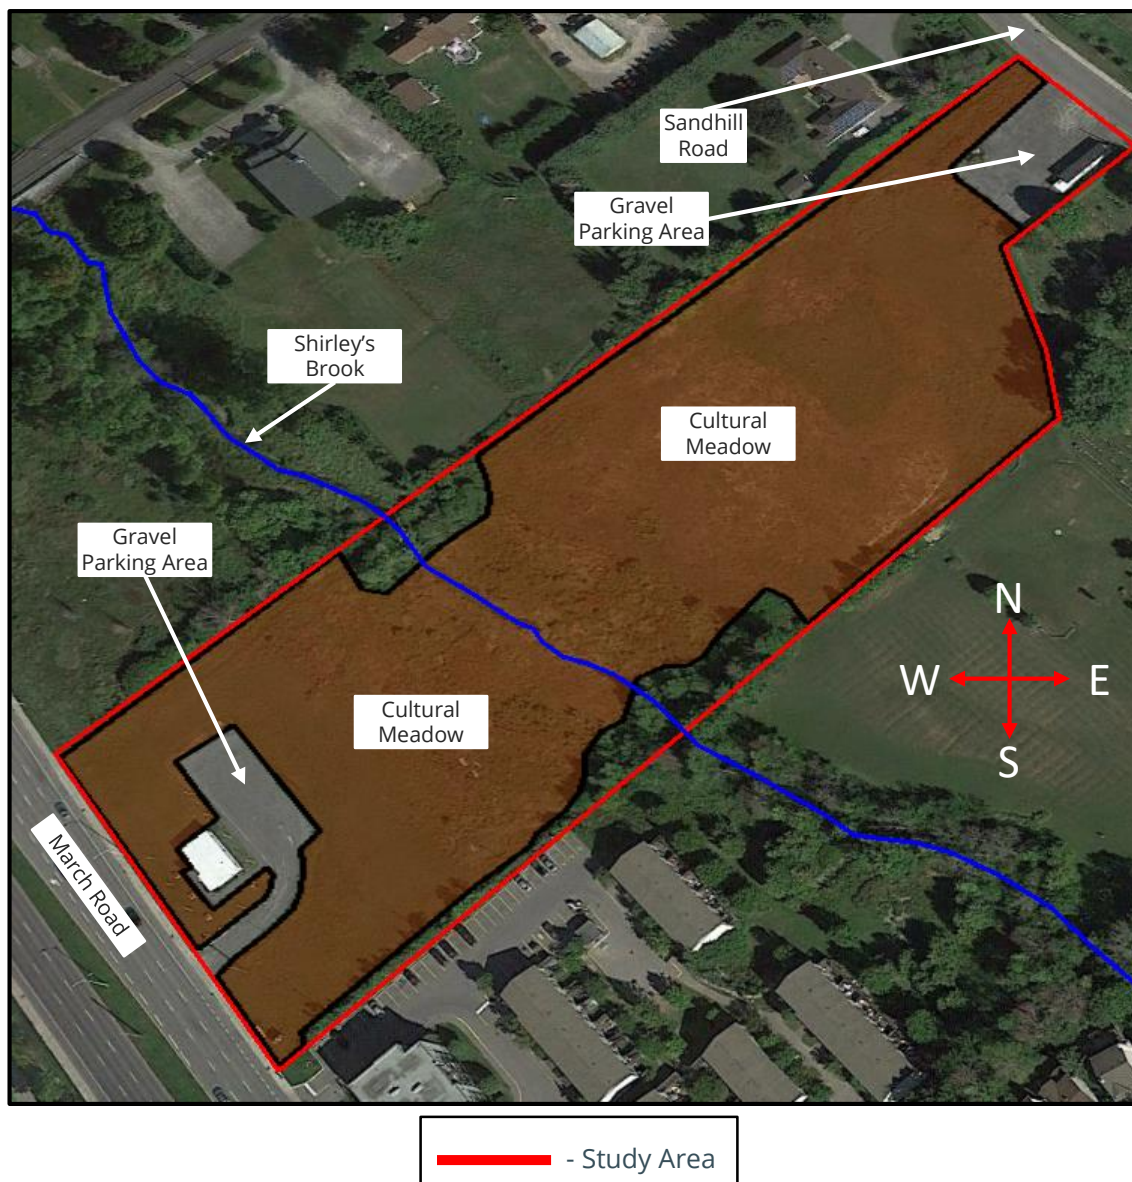 Sandhill
Road
Gravel
Parking Area
Shirley's
Brook
Cultural
Meadow
Gravel
Parking Area
N
W
E
S
Cultural
Meadow
March Road
- Study Area